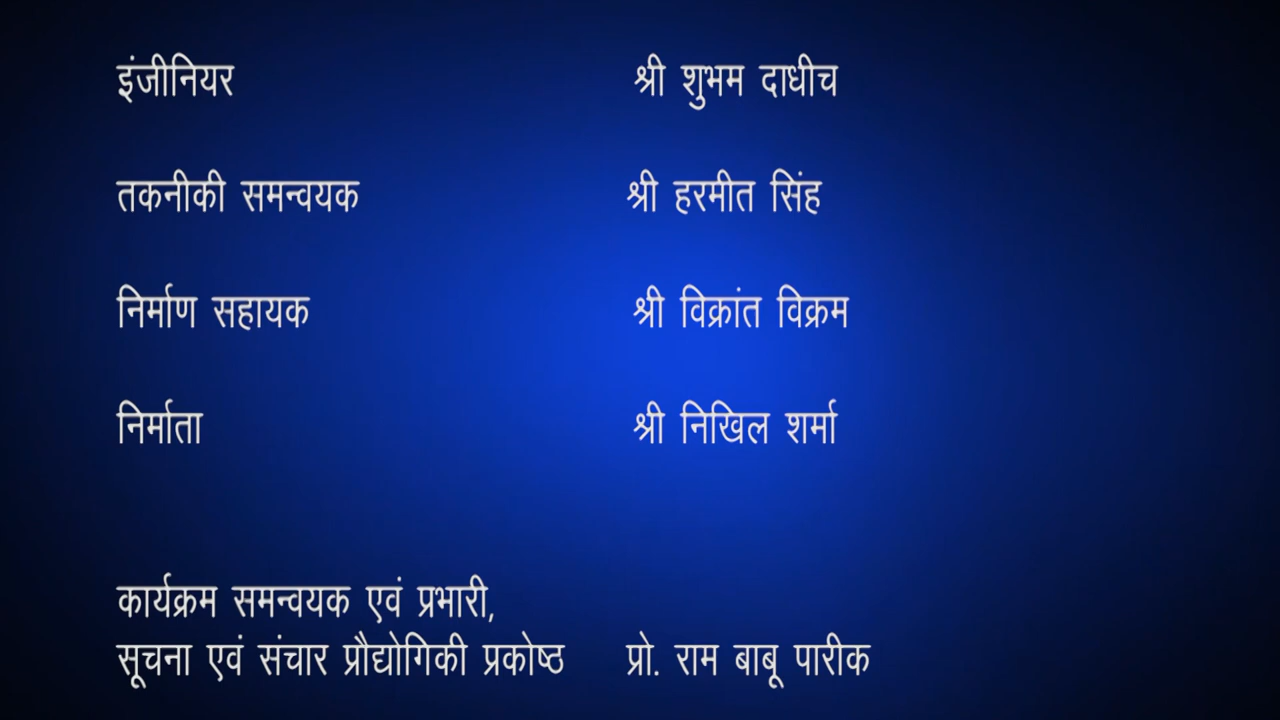 इंजीनियर श्री शुभम दाधीच
तकनीकी समन्वयक श्री हरमीत सिंह
निर्माण सहायक श्री विक्रांत विक्रम
निर्माता श्री निखिल शर्मा
कार्यक्रम समन्वयक एवं प्रभारी,
सूचना एवं संचार प्रौद्योगिकी प्रकोष्ठ प्रो. राम बाबू पारीक